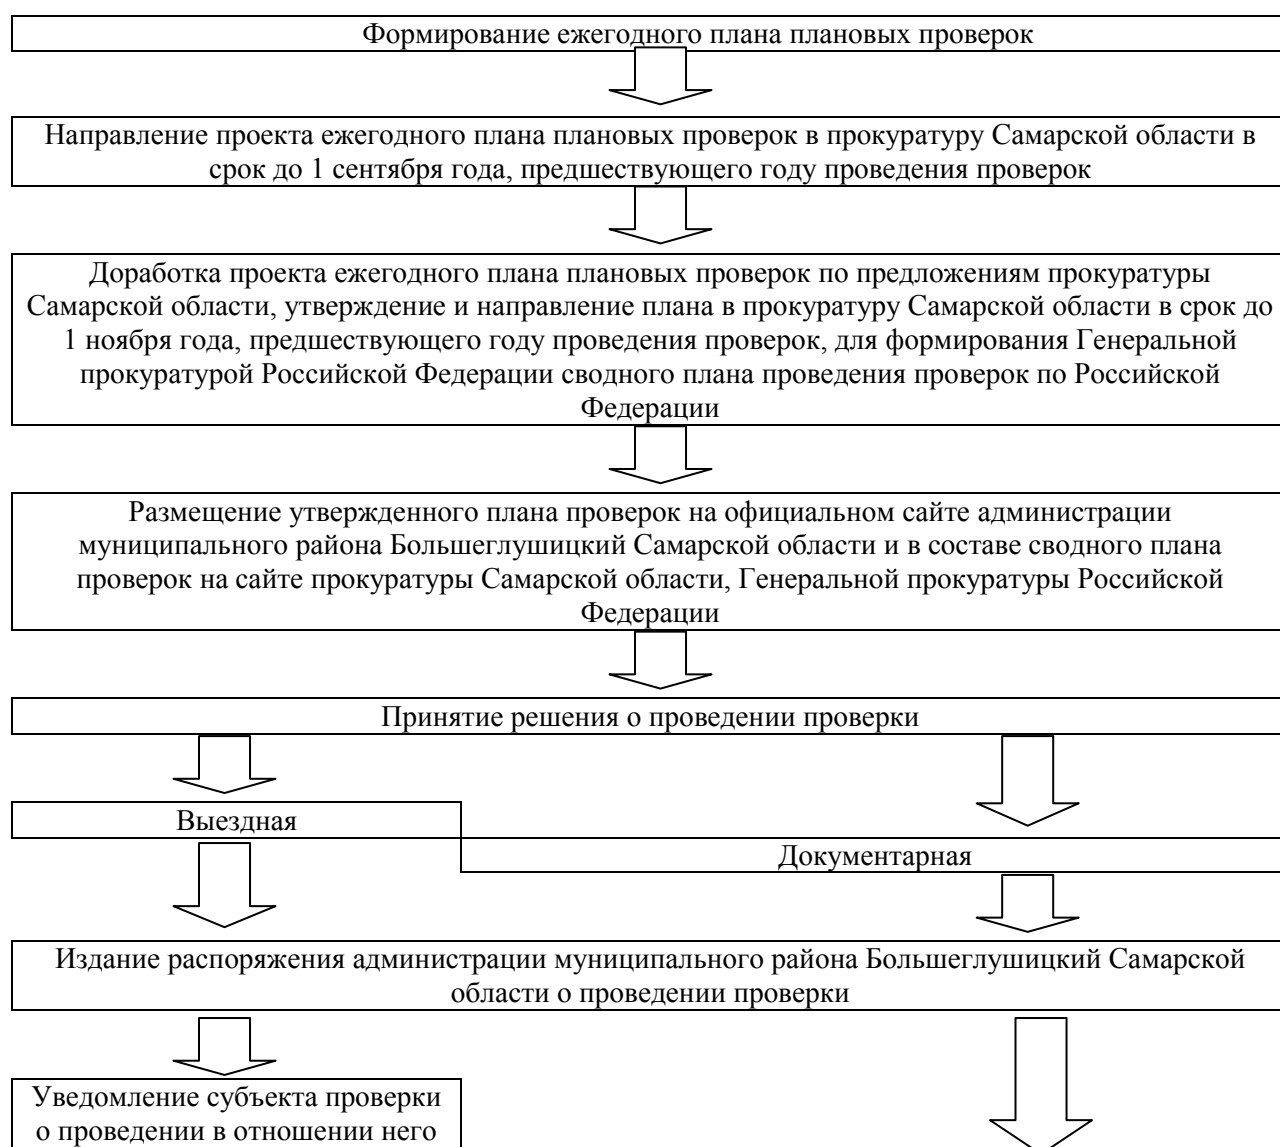 Формирование ежегодного плана плановых проверок
Направление проекта ежегодного плана плановых проверок в прокуратуру Самарской области в
срок до 1 сентября года, предшествующего году проведения проверок
Доработка проекта ежегодного плана плановых проверок по предложениям прокуратуры
Самарской области, утверждение и направление плана в прокуратуру Самарской области в срок до
1 ноября года, предшествующего году проведения проверок, для формирования Генеральной
прокуратурой Российской Федерации сводного плана проведения проверок по Российской
Федерации
Размещение утвержденного плана проверок на официальном сайте администрации
муниципального района Большеглушицкий Самарской области и в составе сводного плана
проверок на сайте прокуратуры Самарской области, Генеральной прокуратуры Российской
Федерации
Принятие решения о проведении проверки
Выездная
Документарная
Издание распоряжения администрации муниципального района Большеглушицкий Самарской
области о проведении проверки
Уведомление субъекта проверки
о проведении в отношении него